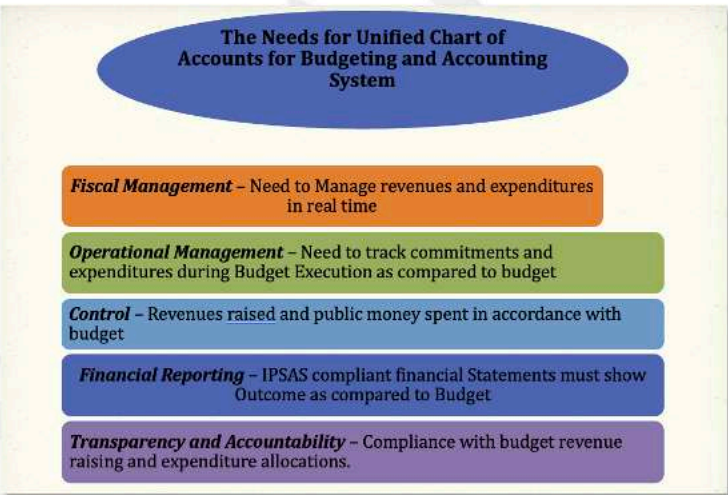 The Needs for Unified Chart of
Accounts for Budgeting and Accounting
System
Fiscal Management – Need to Manage revenues and expenditures
in real time
Operational Management – Need to track commitments and
expenditures during Budget Execution as compared to budget
Control – Revenues raised and public money spent in accordance with
budget
Financial Reporting – IPSAS compliant financial Statements must show
Outcome as compared to Budget
Transparency and Accountability – Compliance with budget revenue
raising and expenditure allocations.